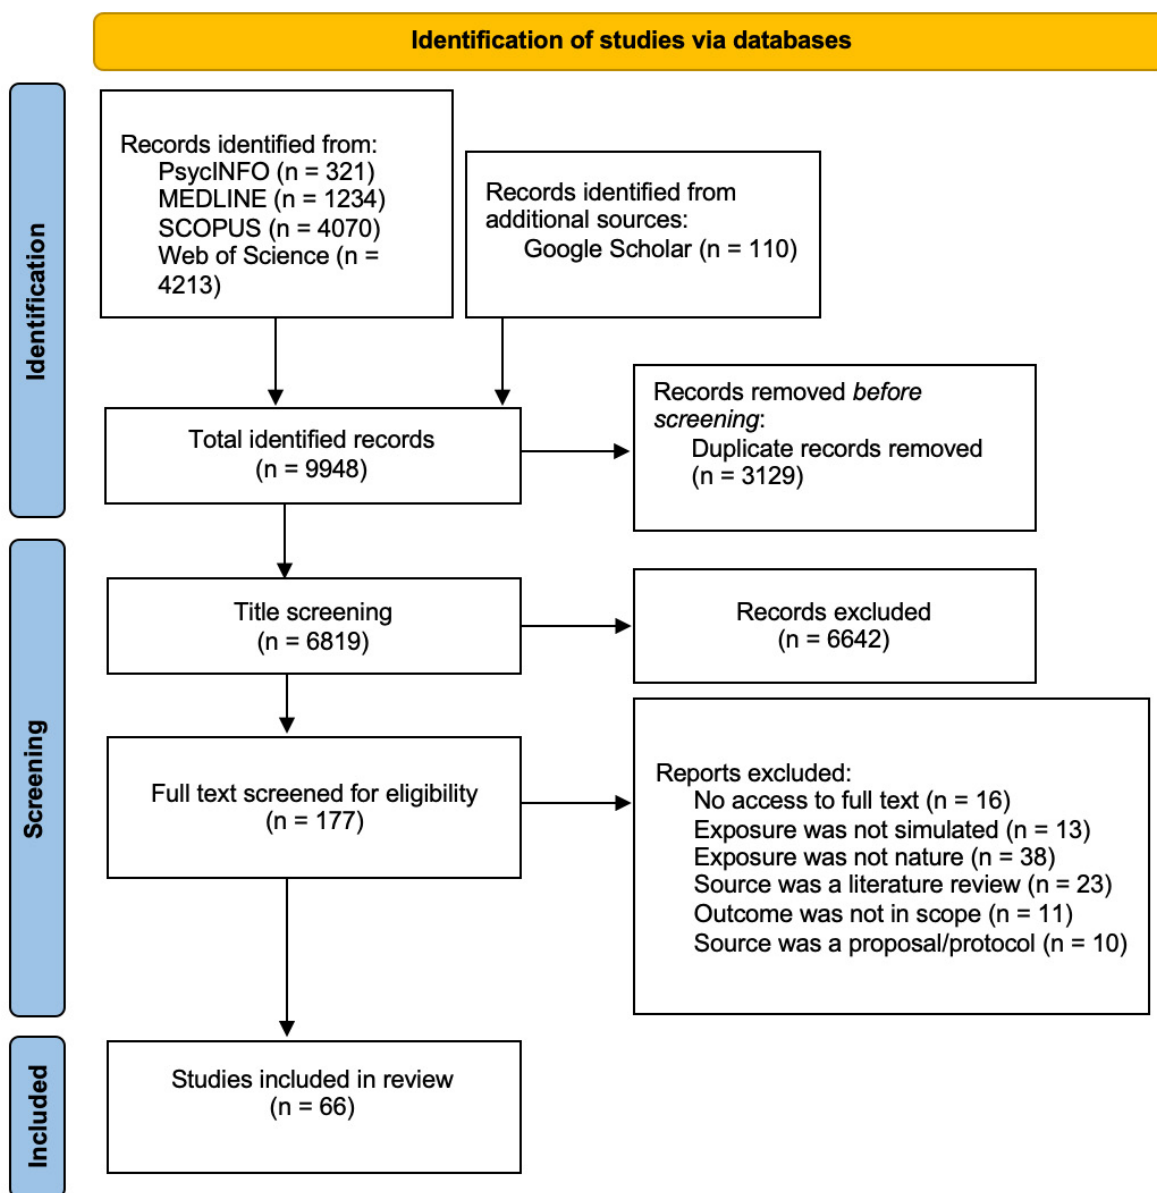 Identification of studies via databases
Identification
Records identified from:
PsycINFO (n = 321)
MEDLINE (n = 1234)
SCOPUS (n = 4070)
Web of Science (n =
4213)
Records identified from
additional sources:
Google Scholar (n = 110)
Total identified records
(n = 9948)
Records removed before
screening:
Duplicate records removed
(n = 3129)
Screening
Title screening
(n = 6819)
Records excluded
(n = 6642)
Full text screened for eligibility
(n = 177)
Reports excluded:
No access to full text (n = 16)
Exposure was not simulated (n = 13)
Exposure was not nature (n = 38)
Source was a literature review (n = 23)
Outcome was not in scope (n = 11)
Source was a proposal/protocol (n = 10)
Included
Studies included in review
(n = 66)